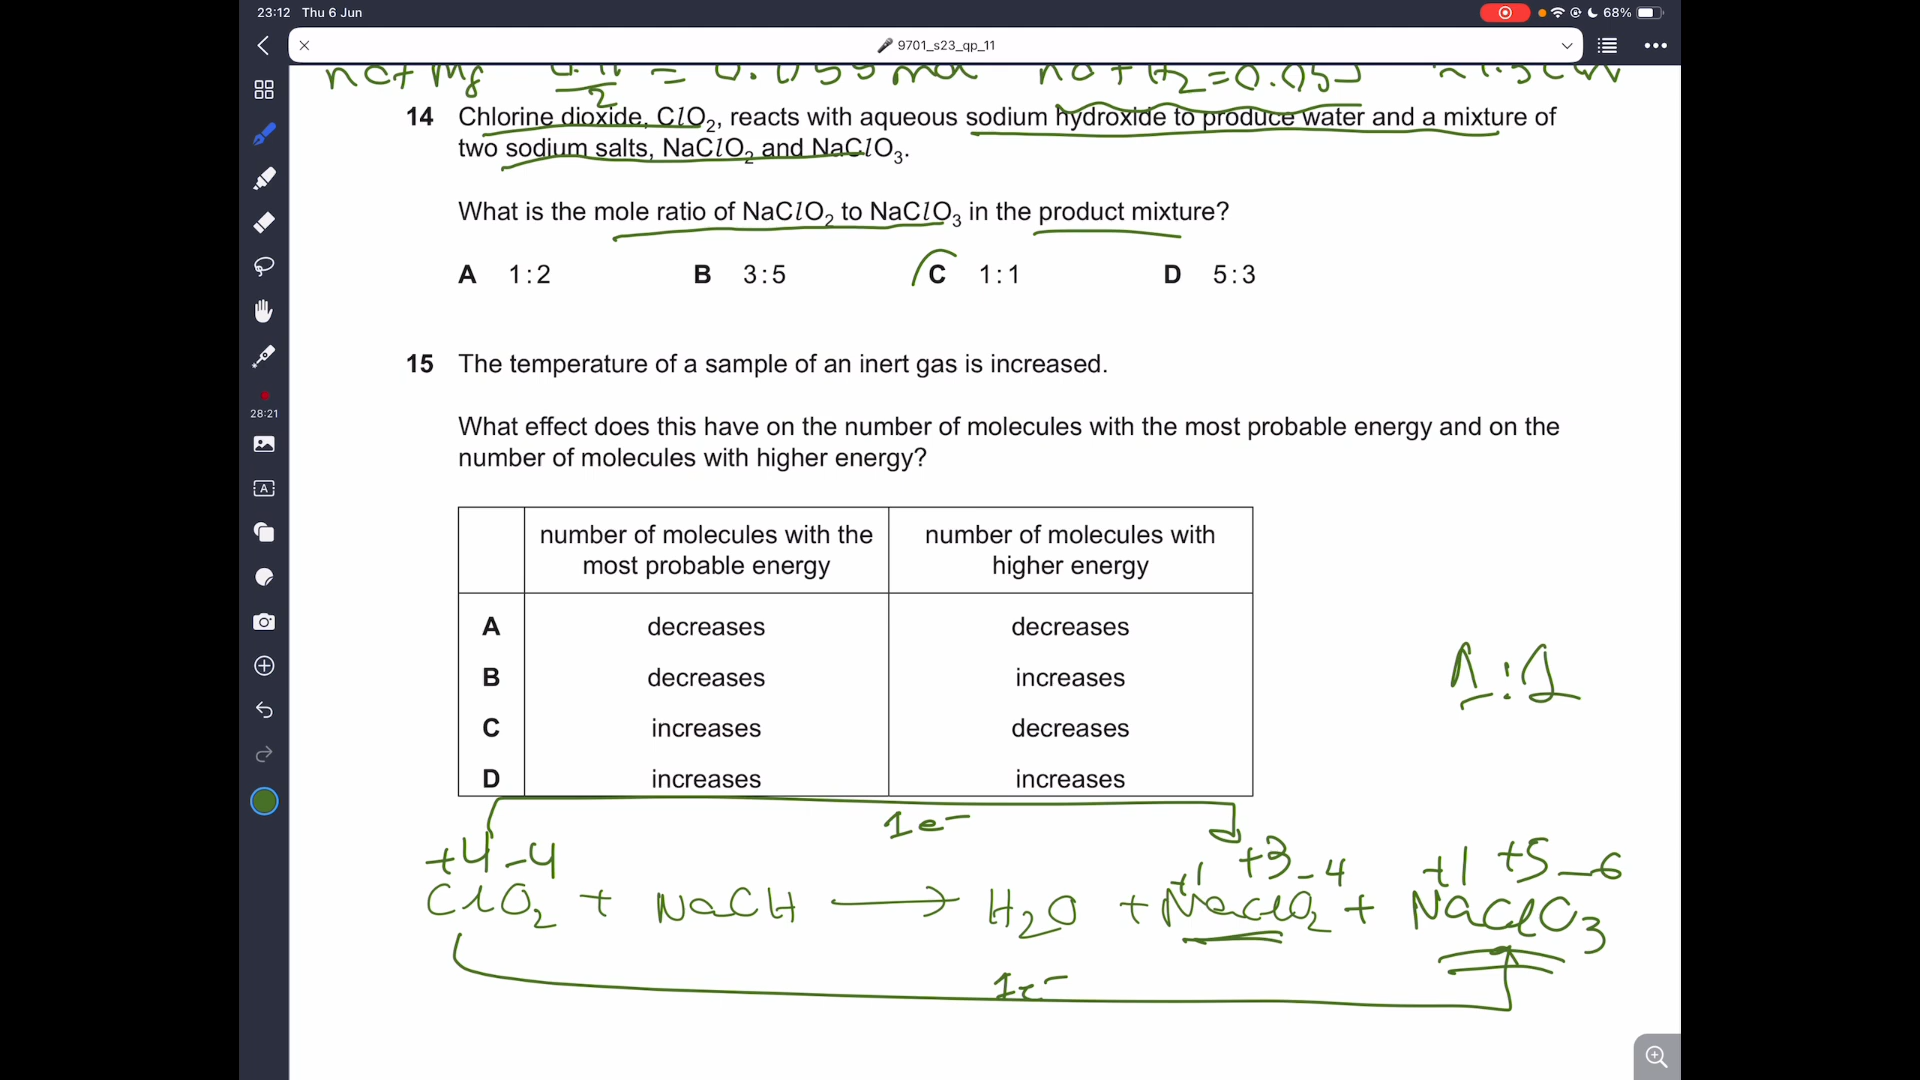 23:12 Thu 6 Jun
68%
9701_s23_qp_11
= 0.055 mol
14 Chlorine dioxide, ClO₂, reacts with aqueous sodium hydroxide to produce water and a mixture of
two sodium salts, NaClO₂ and NaClO₃.
What is the mole ratio of NaClO₂ to NaClO₃ in the product mixture?
A 1 : 2 B 3 : 5 C 1 : 1 D 5 : 3
15 The temperature of a sample of an inert gas is increased.
28:21
What effect does this have on the number of molecules with the most probable energy and on the
number of molecules with higher energy?
number of molecules with the most probable energy number of molecules with higher energy
A decreases decreases
B decreases increases
1:1
C increases decreases
D increases increases
1e⁻
+4 -4 +1 +3 -4 +1 +5 -6
ClO₂ + NaOH → H₂O + NaClO₂ + NaClO₃
1e⁻